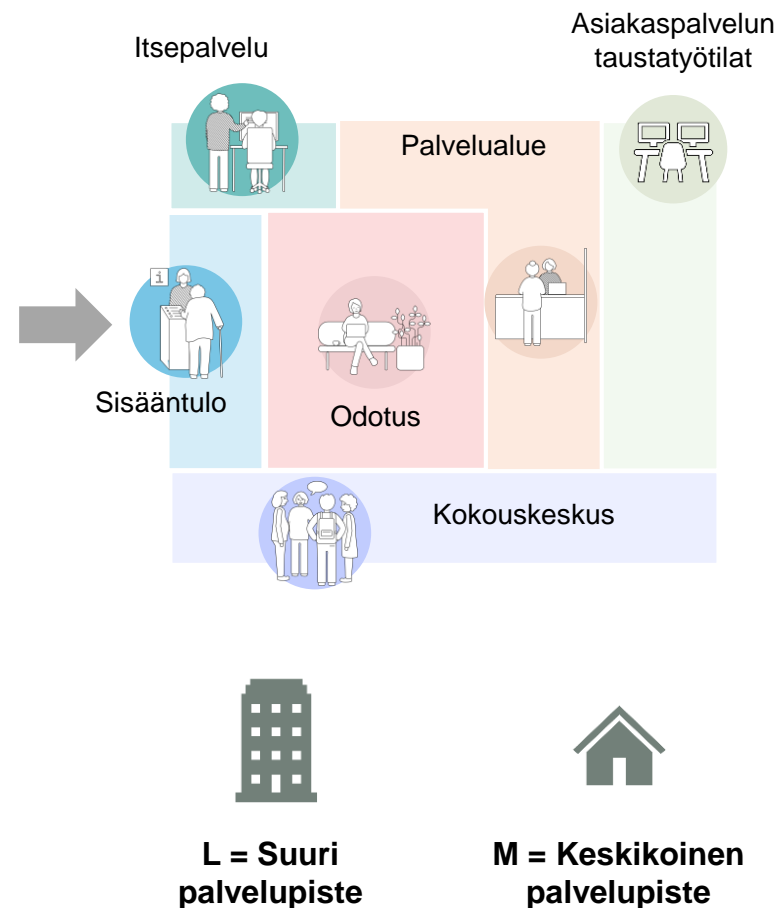 Itsepalvelu
Asiakaspalvelun
taustatyötilat
Palvelualue
i
Sisääntulo
Odotus
Kokouskeskus
L = Suuri
palvelupiste
M = Keskikoinen
palvelupiste